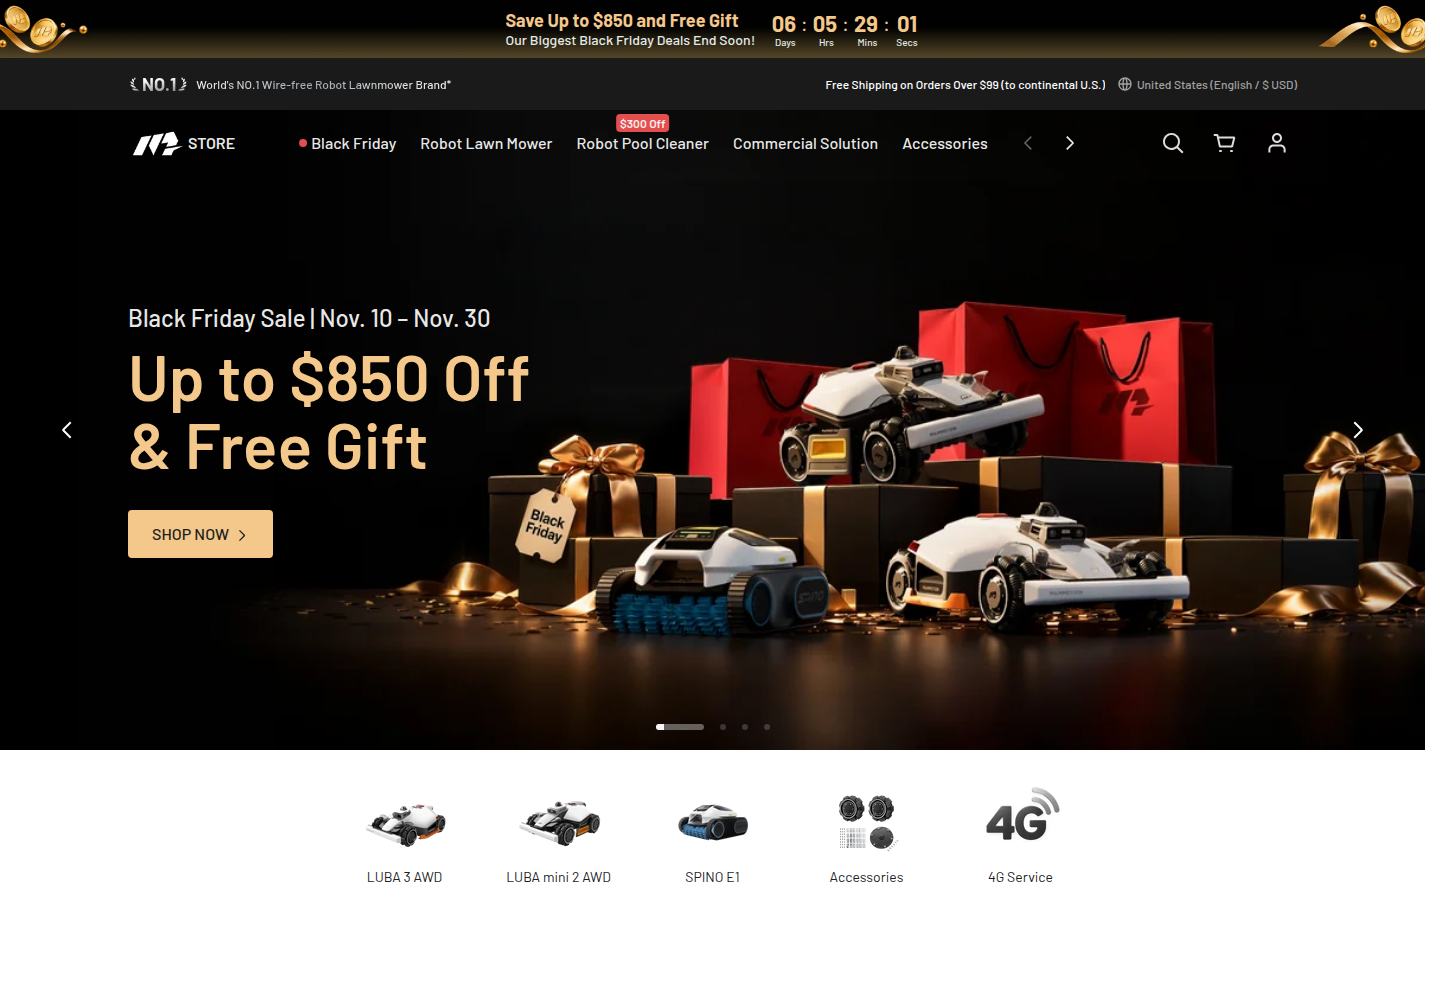 Save Up to $850 and Free Gift
Our Biggest Black Friday Deals End Soon!
06 : 05 : 29 : 01
Days Hrs Mins Secs
NO.1
World's NO.1 Wire-free Robot Lawnmower Brand*
Free Shipping on Orders Over $99 (to continental U.S.)
United States (English / $ USD)
$300 Off
STORE
Black Friday
Robot Lawn Mower
Robot Pool Cleaner
Commercial Solution
Accessories
Black Friday Sale | Nov. 10 – Nov. 30
Up to $850 Off
& Free Gift
SHOP NOW
Black
Friday
SPINO
LUBA 3 AWD
LUBA mini 2 AWD
SPINO E1
Accessories
4G
4G Service